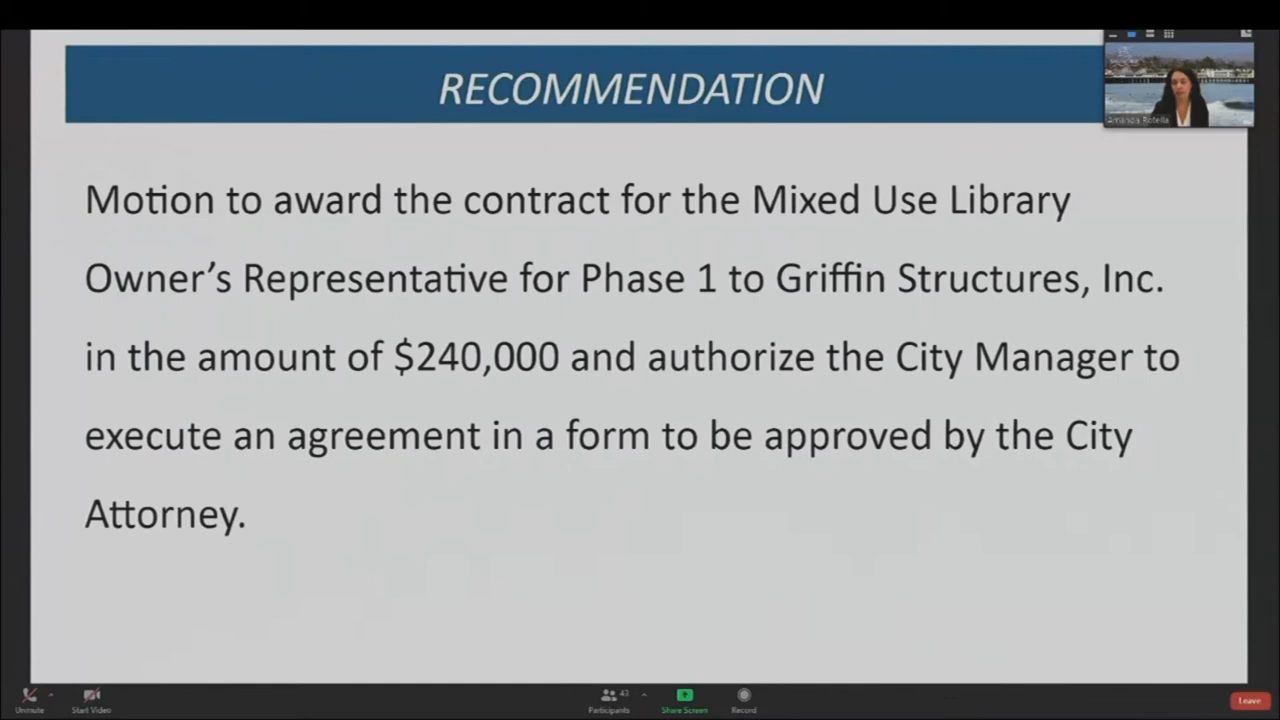 RECOMMENDATION
Amanda Rotella
Motion to award the contract for the Mixed Use Library
Owner’s Representative for Phase 1 to Griffin Structures, Inc.
in the amount of $240,000 and authorize the City Manager to
execute an agreement in a form to be approved by the City
Attorney.
Unmute
Start Video
Participants
43
Share Screen
Record
Leave